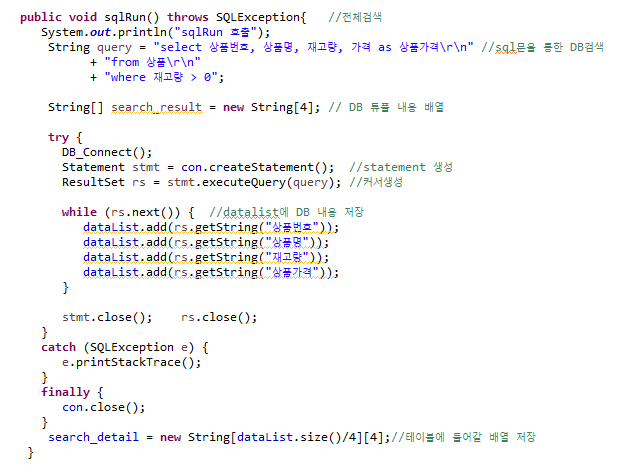 public void sqlRun() throws SQLException{ //전체검색
System.out.println("sqlRun 호출");
String query = "select 상품번호, 상품명, 재고량, 가격 as 상품가격\r\n" //sql문을 통한 DB검색
+ "from 상품\r\n"
+ "where 재고량 > 0";
String[] search_result = new String[4]; // DB 튜플 내용 배열
try {
DB_Connect();
Statement stmt = con.createStatement(); //statement 생성
ResultSet rs = stmt.executeQuery(query); //커서생성
while (rs.next()) { //datalist에 DB 내용 저장
dataList.add(rs.getString("상품번호"));
dataList.add(rs.getString("상품명"));
dataList.add(rs.getString("재고량"));
dataList.add(rs.getString("상품가격"));
}
stmt.close(); rs.close();
}
catch (SQLException e) {
e.printStackTrace();
}
finally {
con.close();
}
search_detail = new String[dataList.size()/4][4];//테이블에 들어갈 배열 저장
}